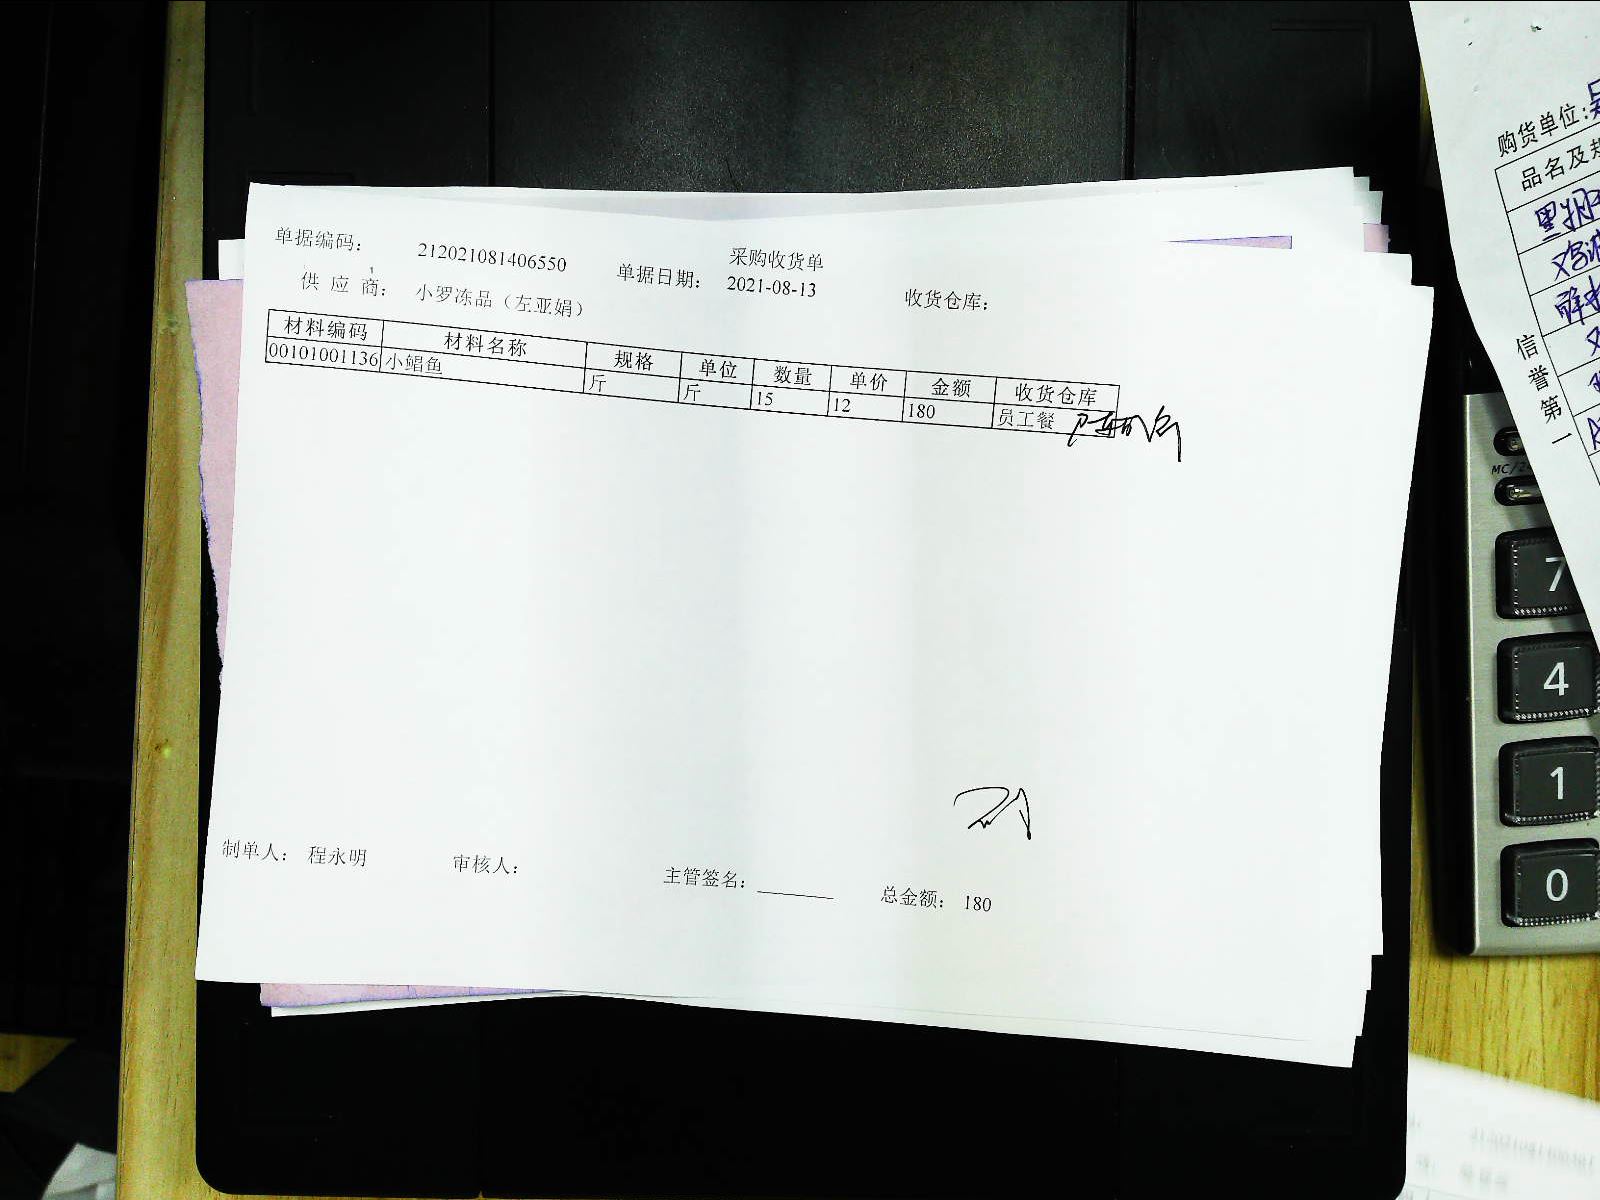 采购收货单
单据编码： 212021081406550 单据日期： 2021-08-13 收货仓库：
供 应 商： 小罗冻品（左亚娟）
材料编码 材料名称 规格 单位 数量 单价 金额 收货仓库
00101001136 小鲳鱼 斤 斤 15 12 180 员工餐
制单人： 程永明 审核人： 主管签名： 总金额： 180
购货单位：
品名及规
信誉第一
MC/
7
4
1
0